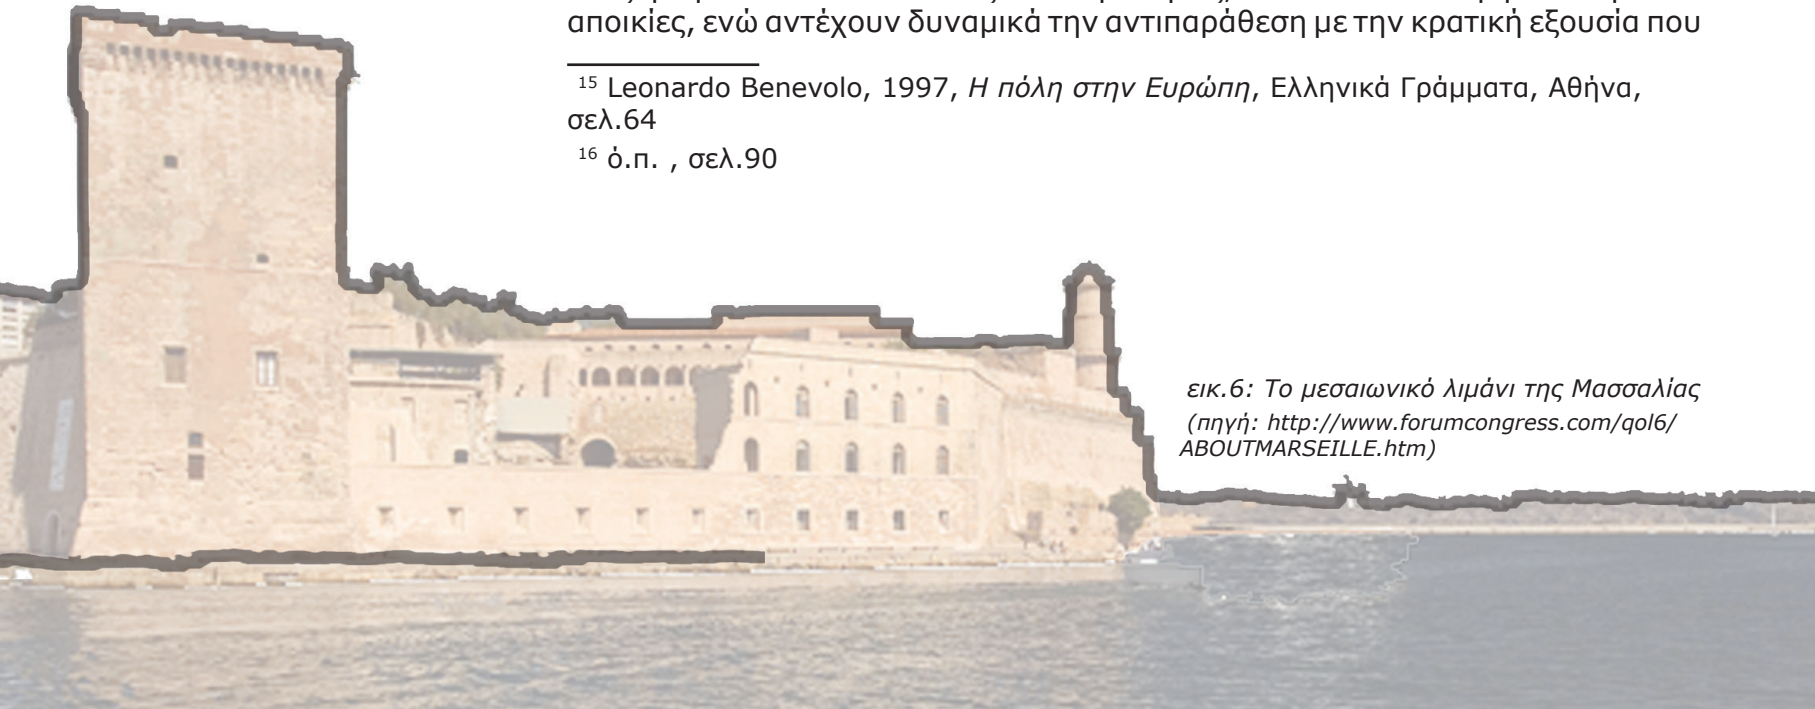 αποικίες, ενώ αντέχουν δυναμικά την αντιπαράθεση με την κρατική εξουσία που
15 Leonardo Benevolo, 1997, Η πόλη στην Ευρώπη, Ελληνικά Γράμματα, Αθήνα,
σελ.64
16 ό.π. , σελ.90
εικ.6: Το μεσαιωνικό λιμάνι της Μασσαλίας
(πηγή: http://www.forumcongress.com/qol6/
ABOUTMARSEILLE.htm)